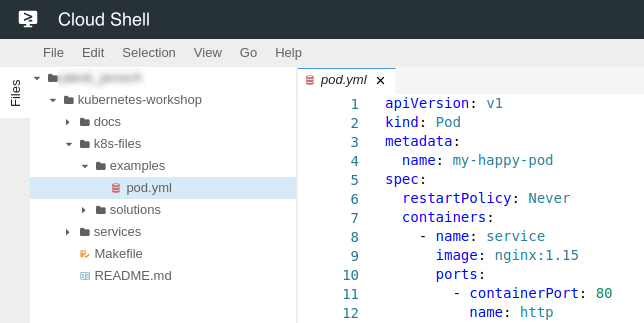 Cloud Shell
File Edit Selection View Go Help
Files
kubernetes-workshop
docs
k8s-files
examples
pod.yml
solutions
services
Makefile
README.md
pod.yml ×
1 apiVersion: v1
2 kind: Pod
3 metadata:
4 name: my-happy-pod
5 spec:
6 restartPolicy: Never
7 containers:
8 - name: service
9 image: nginx:1.15
10 ports:
11 - containerPort: 80
12 name: http